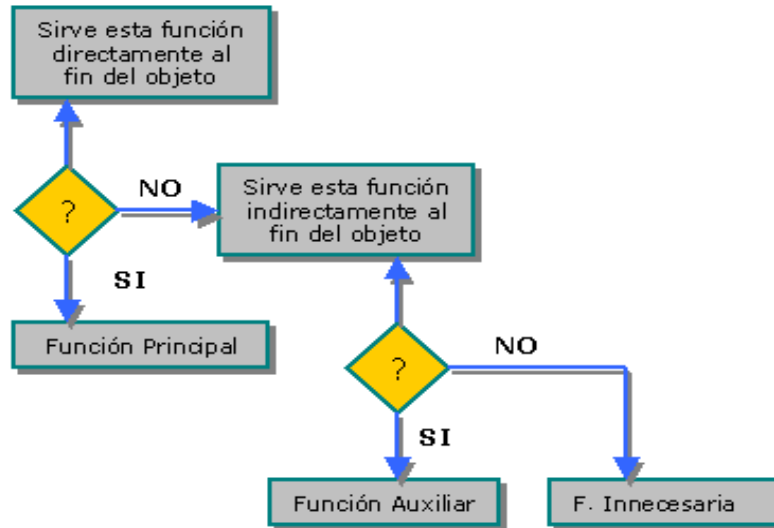 Sirve esta función
directamente al
fin del objeto
?
NO
Sirve esta función
indirectamente al
fin del objeto
SI
Función Principal
?
NO
SI
Función Auxiliar
F. Innecesaria